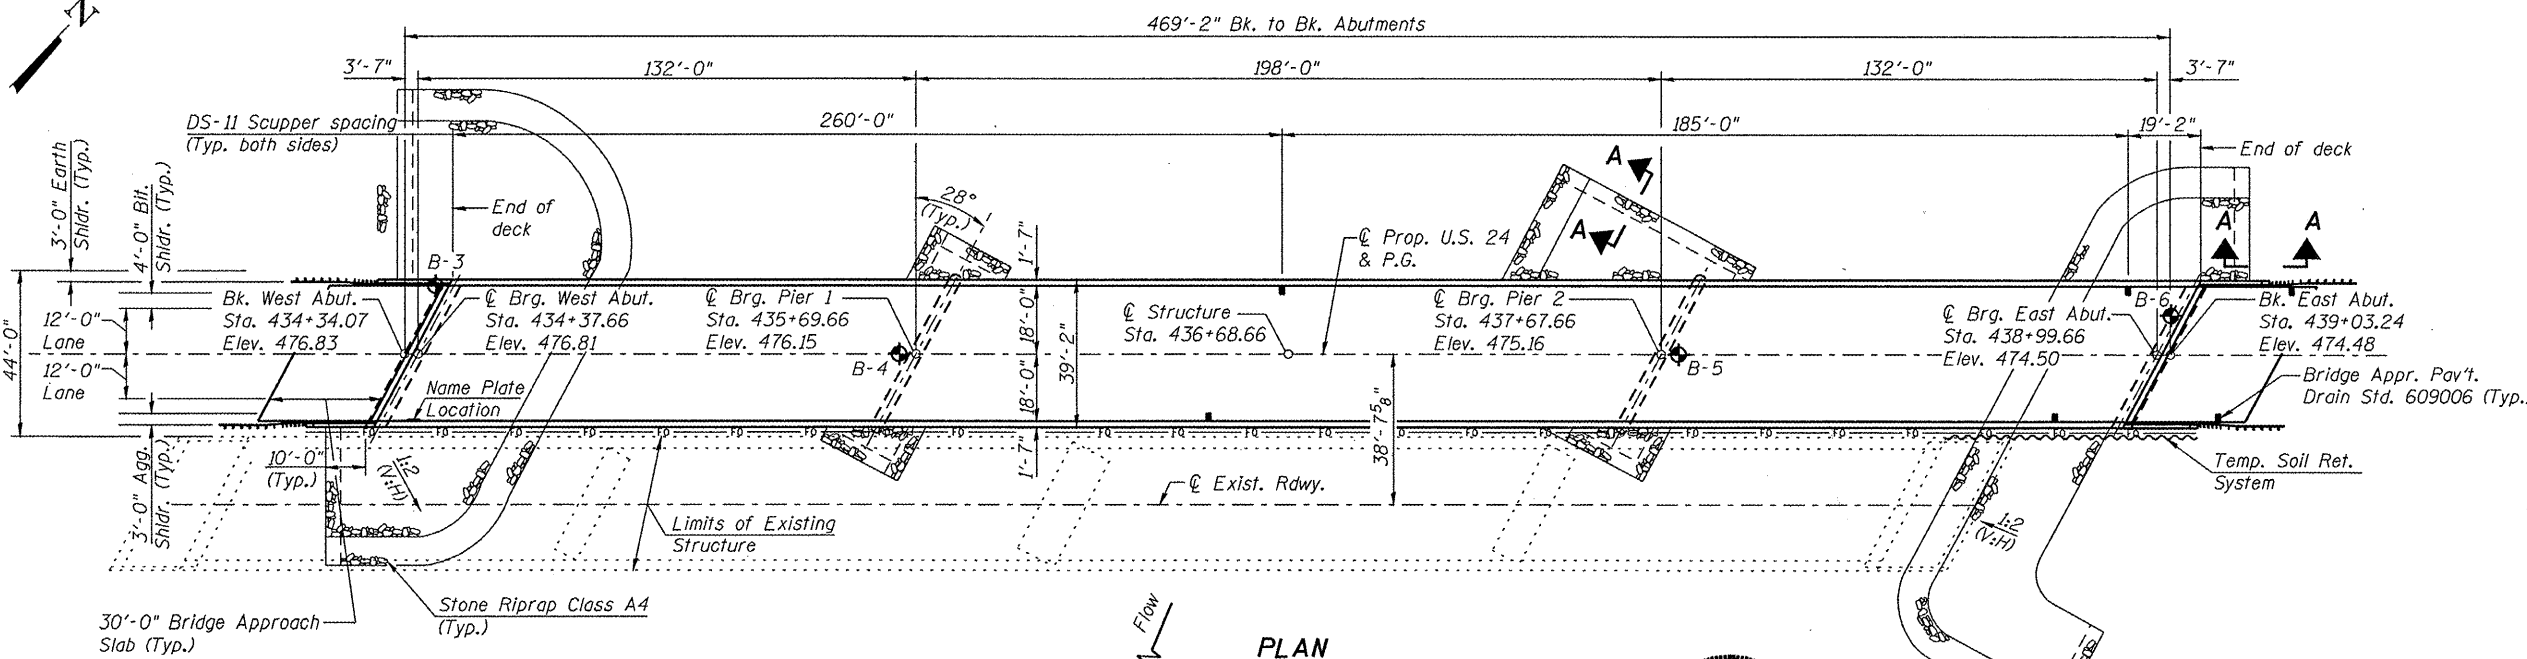 N
469'-2" Bk. to Bk. Abutments
3'-7"
132'-0"
198'-0"
132'-0"
3'-7"
DS-11 Scupper spacing
(Typ. both sides)
260'-0"
185'-0"
19'-2"
End of deck
3'-0" Earth
Shldr. (Typ.)
4'-0" Bit.
Shldr. (Typ.)
End of
deck
28°
(Typ.)
A
A
A
A
1'-7"
℄ Prop. U.S. 24
& P.G.
B-3
Bk. West Abut.
Sta. 434+34.07
Elev. 476.83
℄ Brg. West Abut.
Sta. 434+37.66
Elev. 476.81
℄ Brg. Pier 1
Sta. 435+69.66
Elev. 476.15
18'-0"
℄ Structure
Sta. 436+68.66
℄ Brg. Pier 2
Sta. 437+67.66
Elev. 475.16
B-6
℄ Brg. East Abut.
Sta. 438+99.66
Elev. 474.50
Bk. East Abut.
Sta. 439+03.24
Elev. 474.48
44'-0"
12'-0"
Lane
12'-0"
Lane
39'-2"
B-4
B-5
Name Plate
Location
18'-0"
Bridge Appr. Pav't.
Drain Std. 609006 (Typ.
38'-7 5/8"
10'-0"
(Typ.)
1:2
(V:H)
1'-7"
3'-0" Agg.
Shldr. (Typ.)
℄ Exist. Rdwy.
Temp. Soil Ret.
System
Limits of Existing
Structure
1:2
(V:H)
30'-0" Bridge Approach
Slab (Typ.)
Stone Riprap Class A4
(Typ.)
Flow
PLAN